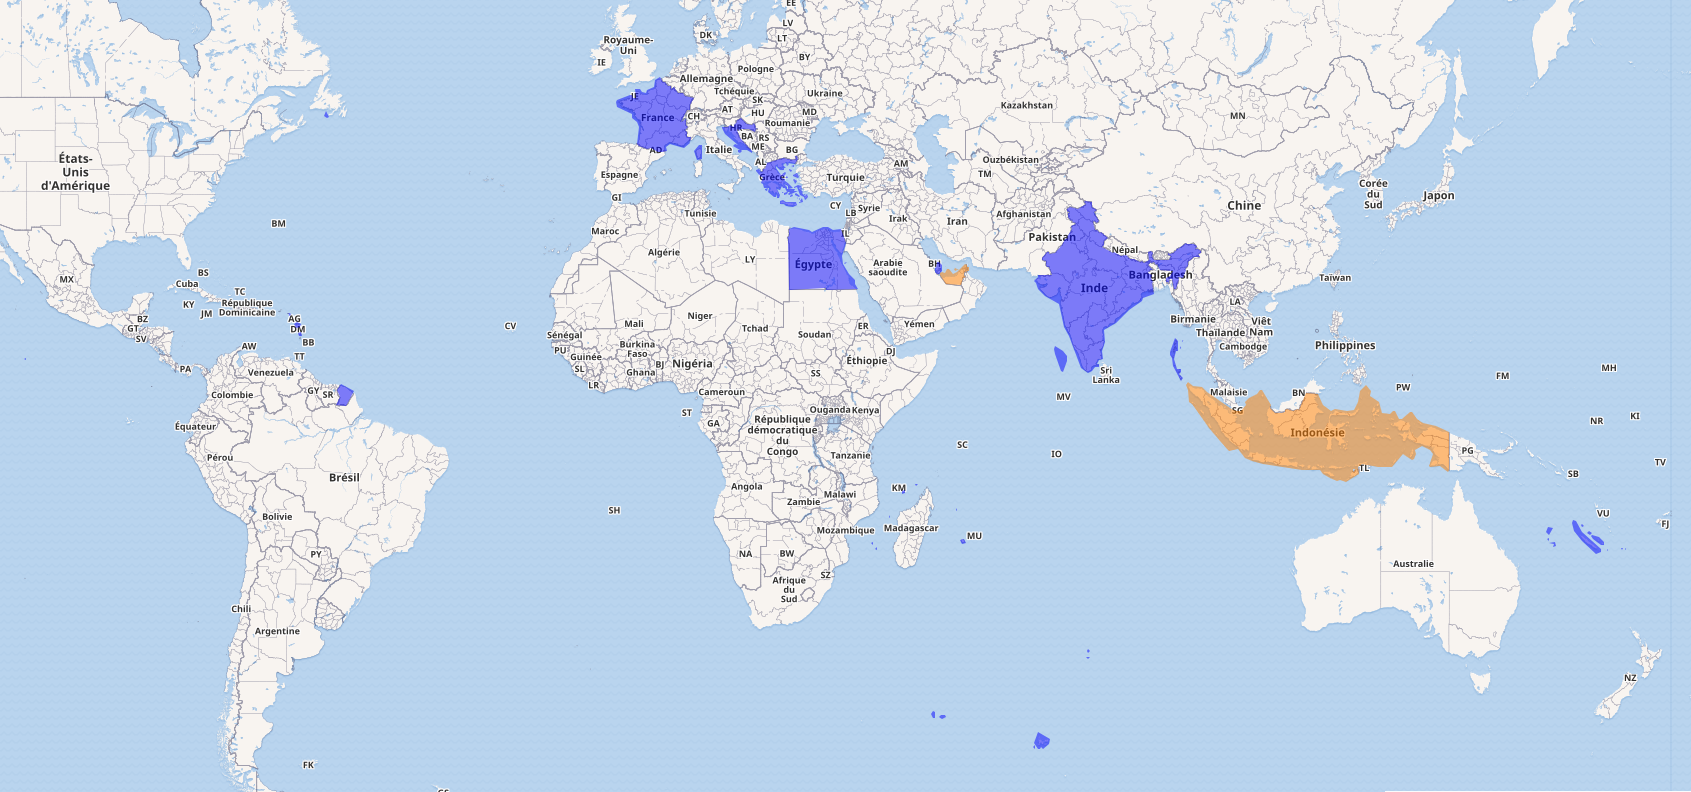 EE
LV
LT
DK
Royaume-
Uni
IE
BY
Pologne
Allemagne
Tchéquie
Ukraine
JE
SK
AT
HU
MD
France
CH
Roumanie
HR
BA
RS
ME
BG
AD
Italie
AL
Espagne
Grèce
Turquie
AM
GI
Kazakhstan
MN
Ouzbékistan
TM
États-
Unis
d'Amérique
Corée
du
Sud
Japon
Chine
BM
Tunisie
CY
LB
Syrie
Irak
Iran
Afghanistan
Maroc
IL
Pakistan
Algérie
LY
Égypte
Arabie
saoudite
BH
Népal
Bangladesh
Inde
Taïwan
MX
BS
Cuba
TC
KY
JM
République
Dominicaine
BZ
GT
SV
AG
DM
BB
AW
TT
PA
CV
Mali
Niger
Tchad
Soudan
ER
Yémen
Sénégal
PU
Guinée
SL
LR
Burkina
Faso
Ghana
BJ
Nigéria
DJ
Éthiopie
SS
LA
Birmanie
Viêt
Nam
Thaïlande
Cambodge
Philippines
Sri
Lanka
Venezuela
Colombie
GY
SR
Cameroun
ST
GA
Ouganda
Kenya
MV
Malaisie
SG
BN
PW
FM
MH
Équateur
République
démocratique
du
Congo
Indonésie
NR
KI
Pérou
Brésil
Tanzanie
SC
IO
TL
PG
SB
TV
Angola
Zambie
Malawi
KM
SH
Bolivie
Mozambique
Madagascar
MU
VU
FJ
PY
NA
BW
SZ
Afrique
du
Sud
Australie
Chili
Argentine
NZ
FK